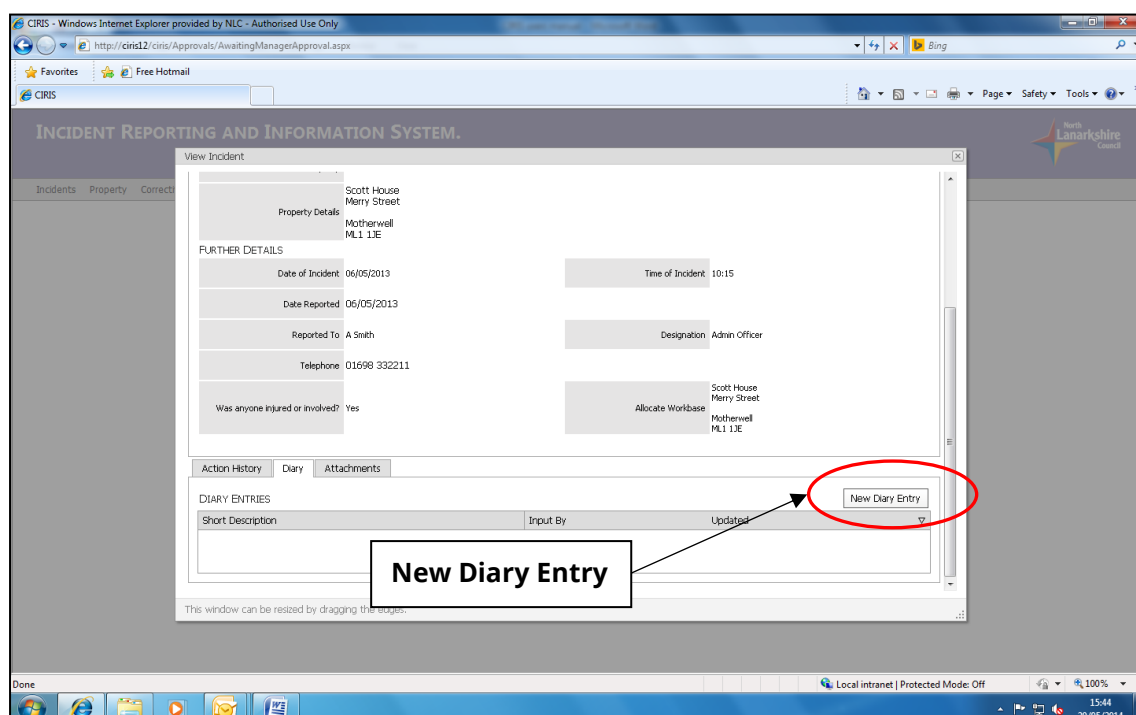 CIRIS - Windows Internet Explorer provided by NLC - Authorised Use Only
http://ciris12/ciris/Approvals/AwaitingManagerApproval.aspx
Bing
Favorites Free Hotmail
CIRIS
Page Safety Tools
INCIDENT REPORTING AND INFORMATION SYSTEM.
North
Lanarkshire
Council
Incidents Property
View Incident
Property Details
Scott House
Merry Street
Motherwell
ML1 1JE
FURTHER DETAILS
Date of Incident 06/05/2013 Time of Incident 10:15
Date Reported 06/05/2013
Reported To A Smith Designation Admin Officer
Telephone 01698 332211
Was anyone injured or involved? Yes Allocate Workbase
Scott House
Merry Street
Motherwell
ML1 1JE
Action History Diary Attachments
DIARY ENTRIES New Diary Entry
Short Description Input By Updated
New Diary Entry
This window can be resized by dragging the edges.
Done Local intranet | Protected Mode: Off 100%
15:44